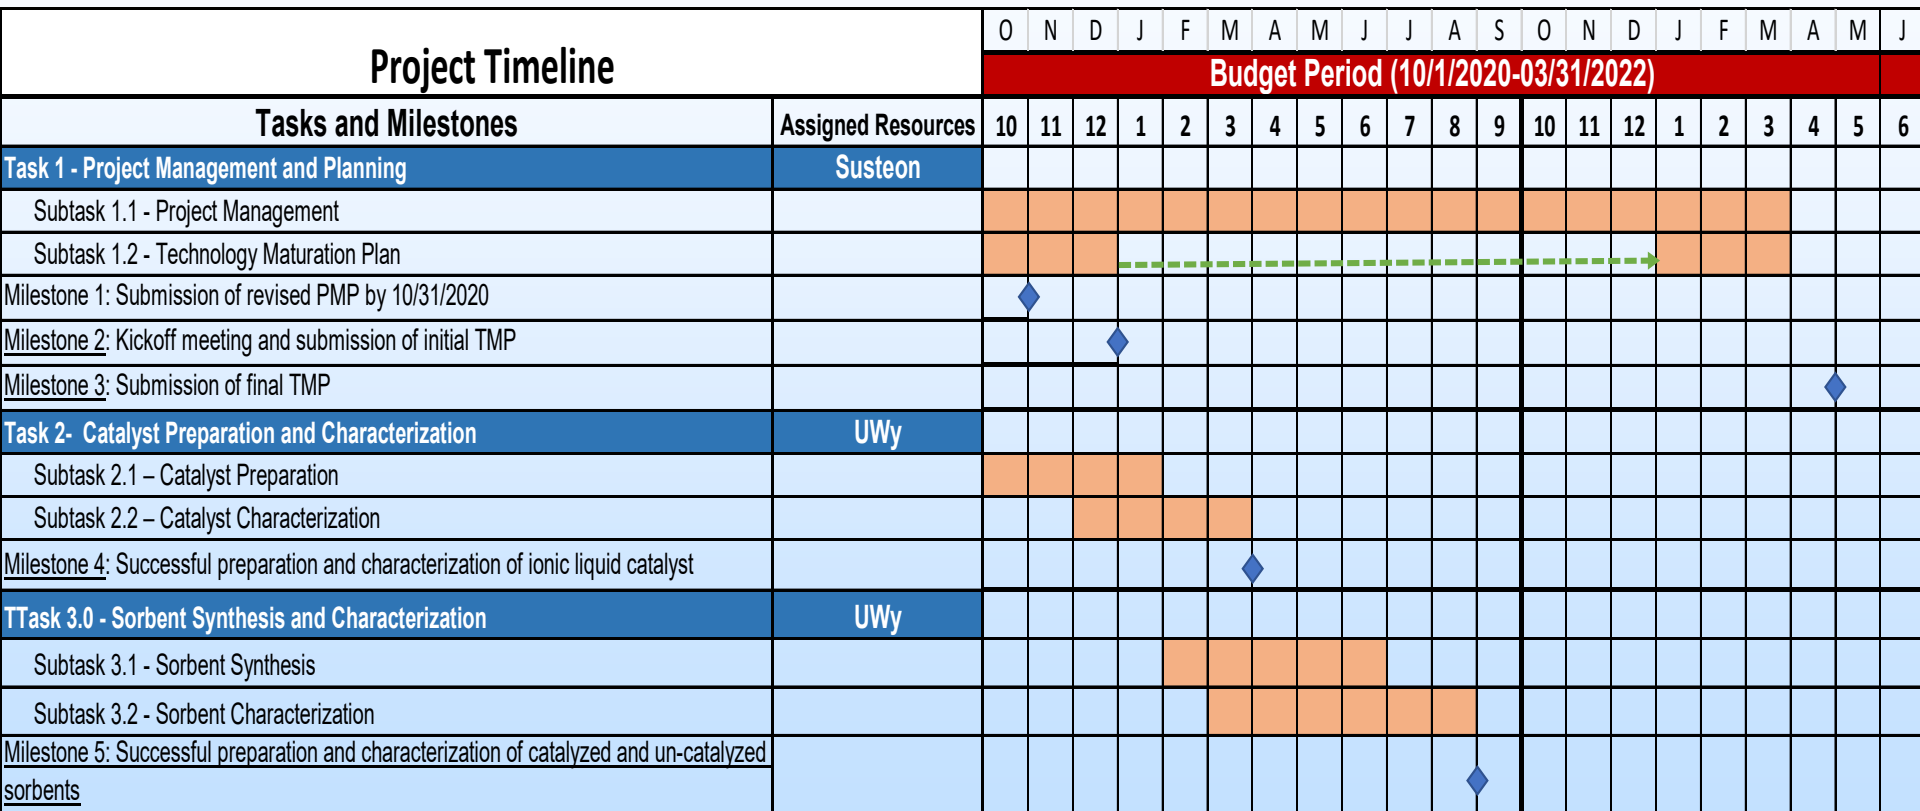 O N D J F M A M J J A S O N D J F M A M J
Project Timeline
Budget Period (10/1/2020-03/31/2022)
Tasks and Milestones Assigned Resources 10 11 12 1 2 3 4 5 6 7 8 9 10 11 12 1 2 3 4 5 6
Task 1 - Project Management and Planning Susteon
Subtask 1.1 - Project Management
Subtask 1.2 - Technology Maturation Plan
Milestone 1: Submission of revised PMP by 10/31/2020
Milestone 2: Kickoff meeting and submission of initial TMP
Milestone 3: Submission of final TMP
Task 2-  Catalyst Preparation and Characterization UWy
Subtask 2.1 – Catalyst Preparation
Subtask 2.2 – Catalyst Characterization
Milestone 4: Successful preparation and characterization of ionic liquid catalyst
TTask 3.0 - Sorbent Synthesis and Characterization UWy
Subtask 3.1 - Sorbent Synthesis
Subtask 3.2 - Sorbent Characterization
Milestone 5: Successful preparation and characterization of catalyzed and un-catalyzed
sorbents